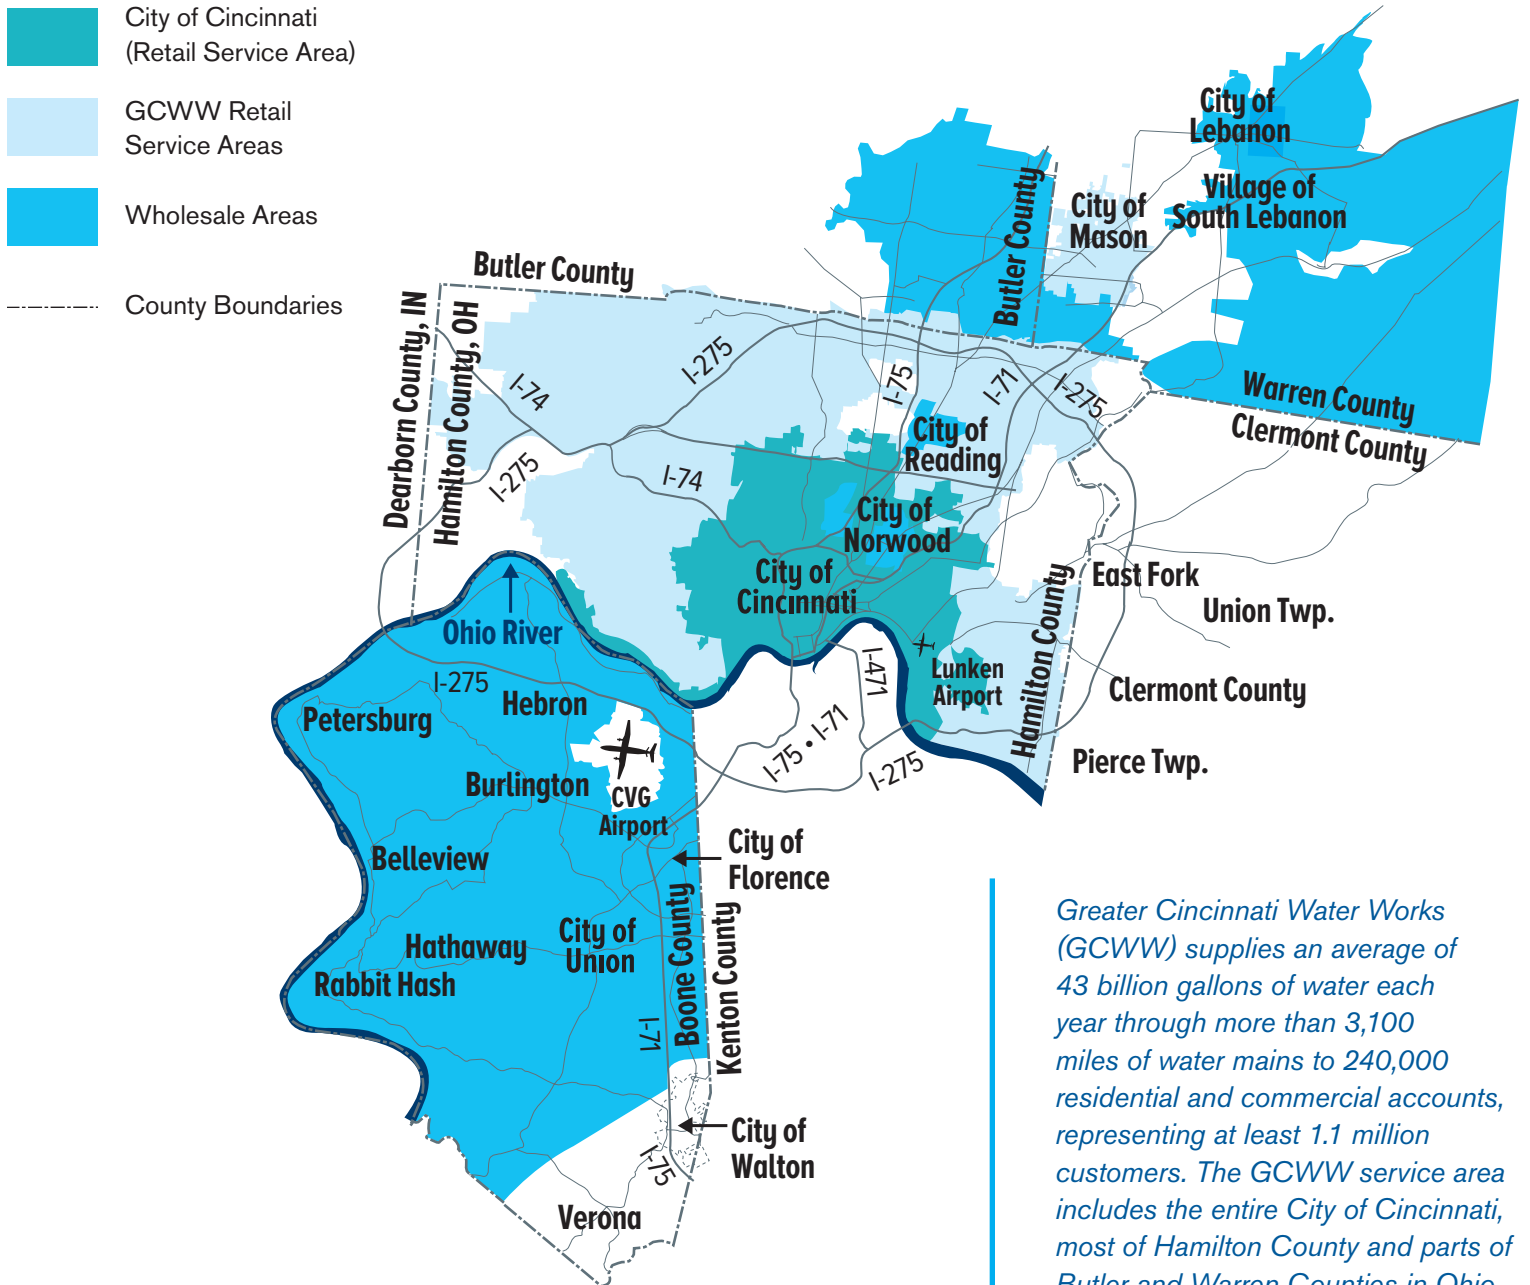 City of Cincinnati
(Retail Service Area)
GCWW Retail
Service Areas
Wholesale Areas
County Boundaries
City of
Lebanon
Village of
South Lebanon
City of
Mason
Butler County
Butler County
Dearborn County, IN
Hamilton County, OH
I-74
I-275
I-75
I-71
I-275
Warren County
Clermont County
City of
Reading
I-275
I-74
City of
Norwood
City of
Cincinnati
East Fork
Union Twp.
Hamilton County
Ohio River
I-471
Lunken
Airport
I-275
Hebron
Petersburg
Clermont County
I-75 • I-71
I-275
Pierce Twp.
Burlington
CVG
Airport
City of
Florence
Belleview
Boone County
Kenton County
Hathaway
City of
Union
Rabbit Hash
I-71
City of
Walton
I-75
Verona
Greater Cincinnati Water Works
(GCWW) supplies an average of
43 billion gallons of water each
year through more than 3,100
miles of water mains to 240,000
residential and commercial accounts,
representing at least 1.1 million
customers. The GCWW service area
includes the entire City of Cincinnati,
most of Hamilton County and parts of
Butler and Warren Counties in Ohio